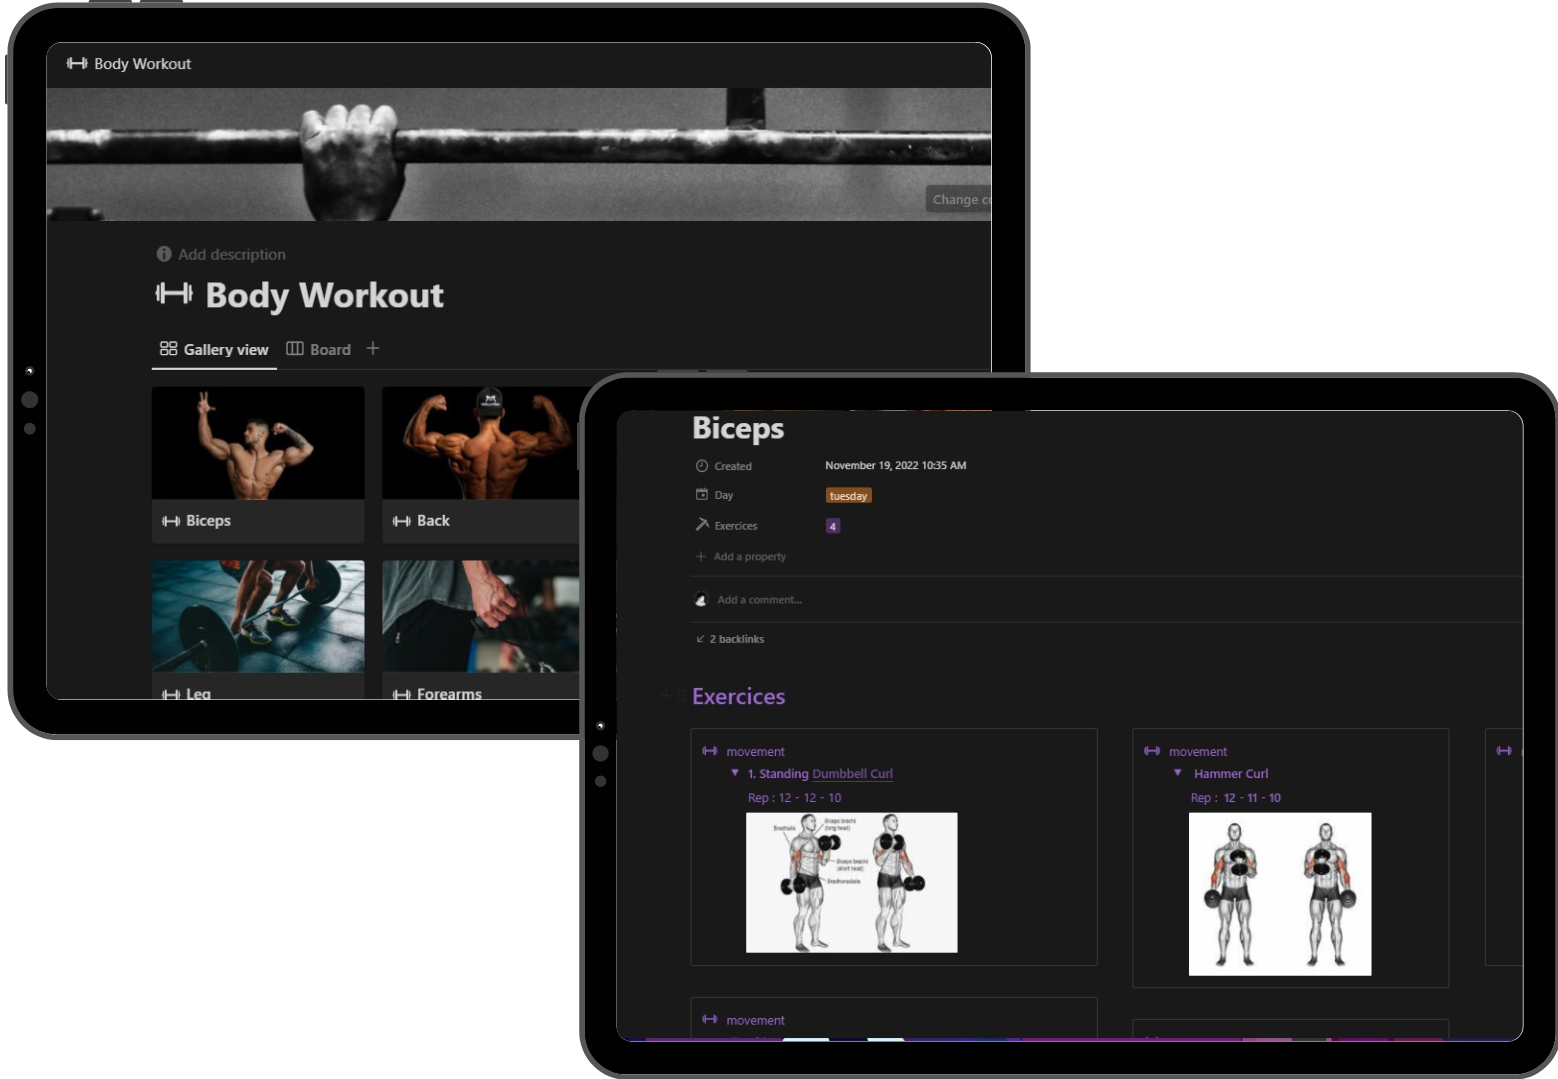 Body Workout
Change c
Add description
Body Workout
Gallery view Board
Biceps
Back
Leg
Forearms
Biceps
Created November 19, 2022 10:35 AM
Day tuesday
Exercices 4
Add a property
Add a comment...
2 backlinks
Exercices
movement
1. Standing Dumbbell Curl
Rep : 12 - 12 - 10
Biceps brachii
(long head)
Brachialis
Biceps brachii
(short head)
Brachioradialis
movement
Hammer Curl
Rep : 12 - 11 - 10
movement